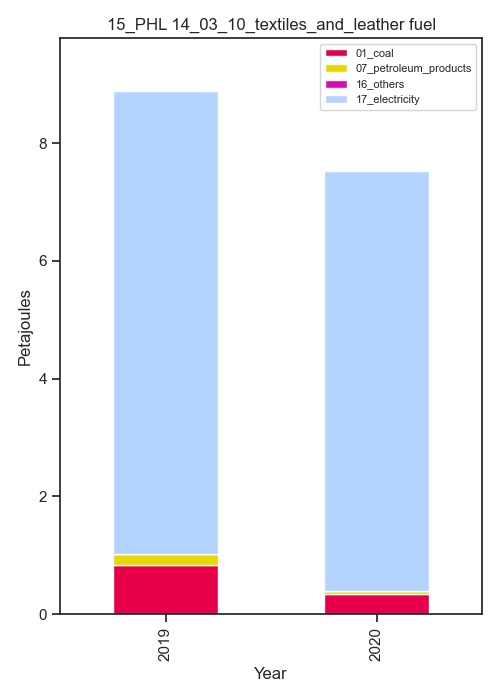 15_PHL 14_03_10_textiles_and_leather fuel
01_coal
07_petroleum_products
16_others
17_electricity
Petajoules
8
6
4
2
0
2019
2020
Year